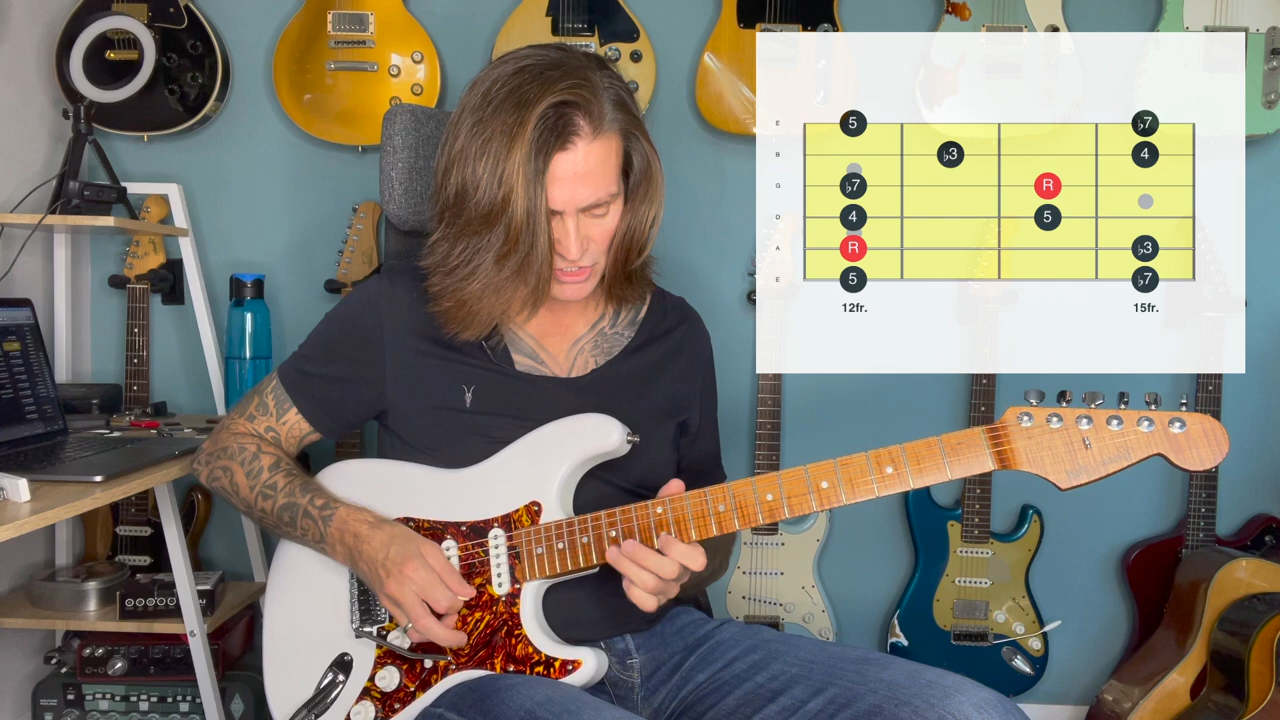 E 5 ♭7
B ♭3 4
G ♭7 R
D 4 5
A R ♭3
E 5 ♭7
12fr. 15fr.